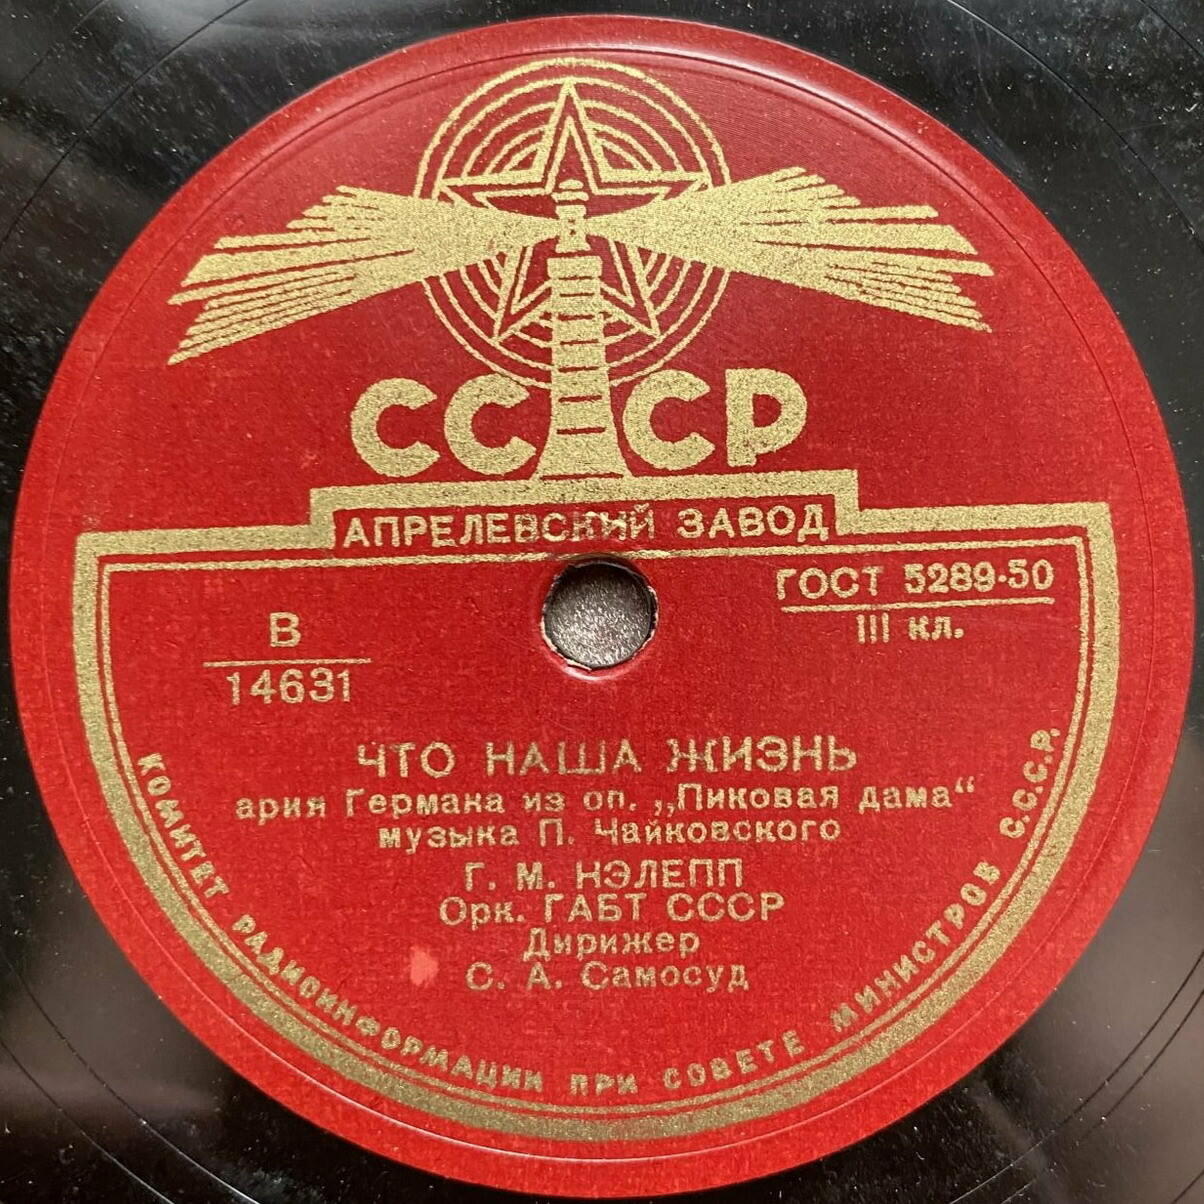 СССР
АПРЕЛЕВСКИЙ ЗАВОД
ГОСТ 5289-50
III кл.
В
14631
ЧТО НАША ЖИЗНЬ
ария Германа из оп. „Пиковая дама“
музыка П. Чайковского
Г. М. НЭЛЕПП
Орк. ГАБТ СССР
Дирижер
С. А. Самосуд
КОМИТЕТ РАДИОИНФОРМАЦИИ ПРИ СОВЕТЕ МИНИСТРОВ С.С.С.Р.